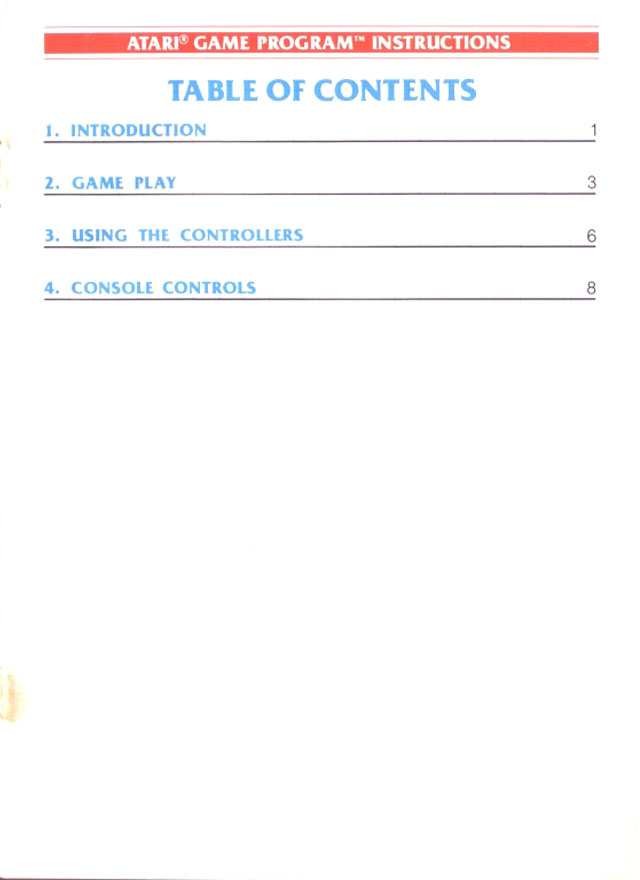 ATARI® GAME PROGRAM™ INSTRUCTIONS
TABLE OF CONTENTS
1. INTRODUCTION 1
2. GAME PLAY 3
3. USING THE CONTROLLERS 6
4. CONSOLE CONTROLS 8